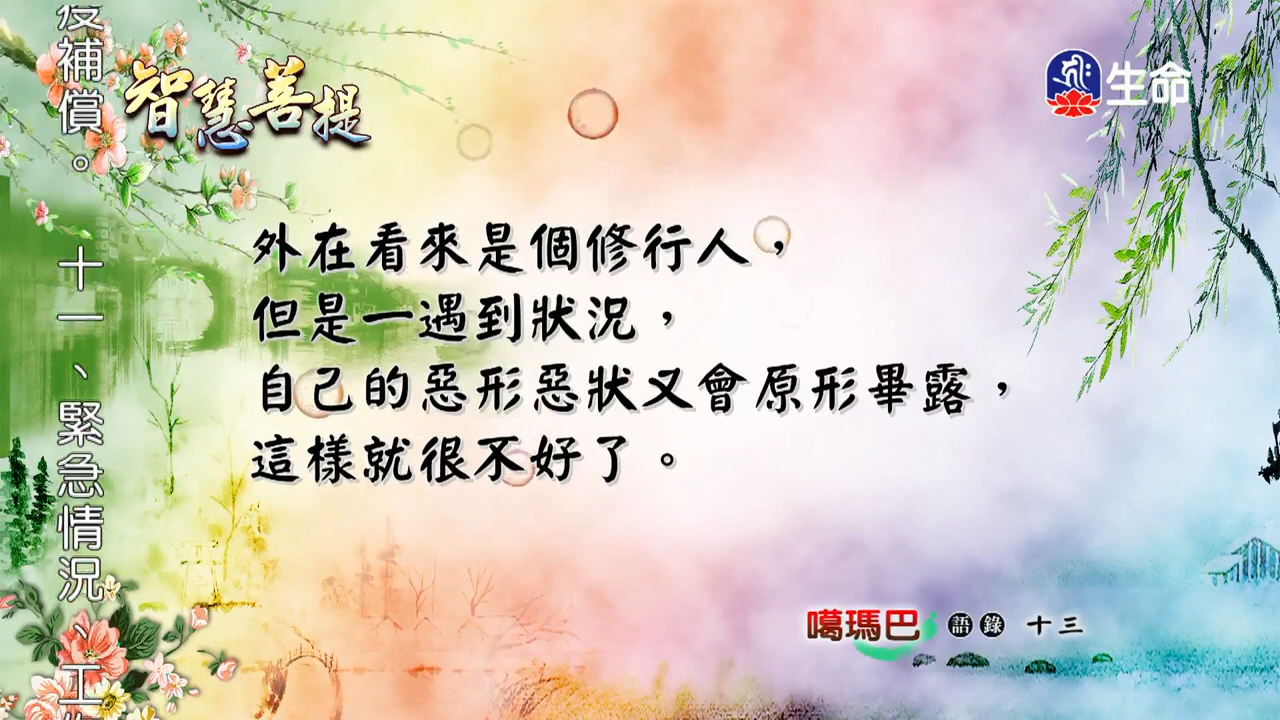 疫補償。 十一、緊急情況、工
智慧菩提
生命
外在看來是個修行人，
但是一遇到狀況，
自己的惡形惡狀又會原形畢露，
這樣就很不好了。
噶瑪巴 語錄 十三